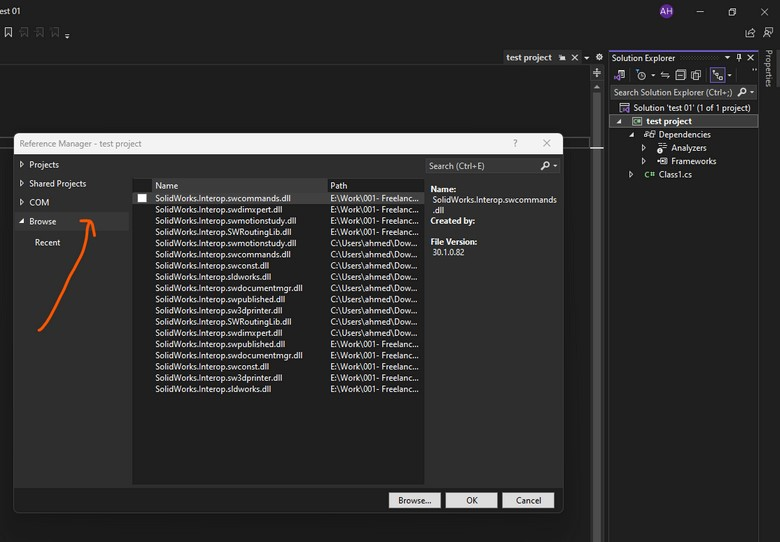 est 01
AH
test project
Solution Explorer
Properties
Search Solution Explorer (Ctrl+;)
Solution 'test 01' (1 of 1 project)
test project
Dependencies
Analyzers
Frameworks
C# Class1.cs
Reference Manager - test project
?
Projects
Shared Projects
COM
Browse
Recent
Search (Ctrl+E)
Name Path
SolidWorks.Interop.swcommands.dll E:\Work\001- Freelanc...
SolidWorks.Interop.swdimxpert.dll E:\Work\001- Freelanc...
SolidWorks.Interop.swmotionstudy.dll E:\Work\001- Freelanc...
SolidWorks.Interop.SWRoutingLib.dll E:\Work\001- Freelanc...
SolidWorks.Interop.swmotionstudy.dll C:\Users\ahmed\Dow...
SolidWorks.Interop.swcommands.dll C:\Users\ahmed\Dow...
SolidWorks.Interop.swconst.dll C:\Users\ahmed\Dow...
SolidWorks.Interop.sldworks.dll C:\Users\ahmed\Dow...
SolidWorks.Interop.swdocumentmgr.dll C:\Users\ahmed\Dow...
SolidWorks.Interop.swpublished.dll C:\Users\ahmed\Dow...
SolidWorks.Interop.sw3dprinter.dll C:\Users\ahmed\Dow...
SolidWorks.Interop.SWRoutingLib.dll C:\Users\ahmed\Dow...
SolidWorks.Interop.swdimxpert.dll C:\Users\ahmed\Dow...
SolidWorks.Interop.swpublished.dll E:\Work\001- Freelanc...
SolidWorks.Interop.swdocumentmgr.dll E:\Work\001- Freelanc...
SolidWorks.Interop.swconst.dll E:\Work\001- Freelanc...
SolidWorks.Interop.sw3dprinter.dll E:\Work\001- Freelanc...
SolidWorks.Interop.sldworks.dll E:\Work\001- Freelanc...
Name:
SolidWorks.Interop.swcommands
.dll
Created by:
File Version:
30.1.0.82
Browse...
OK
Cancel